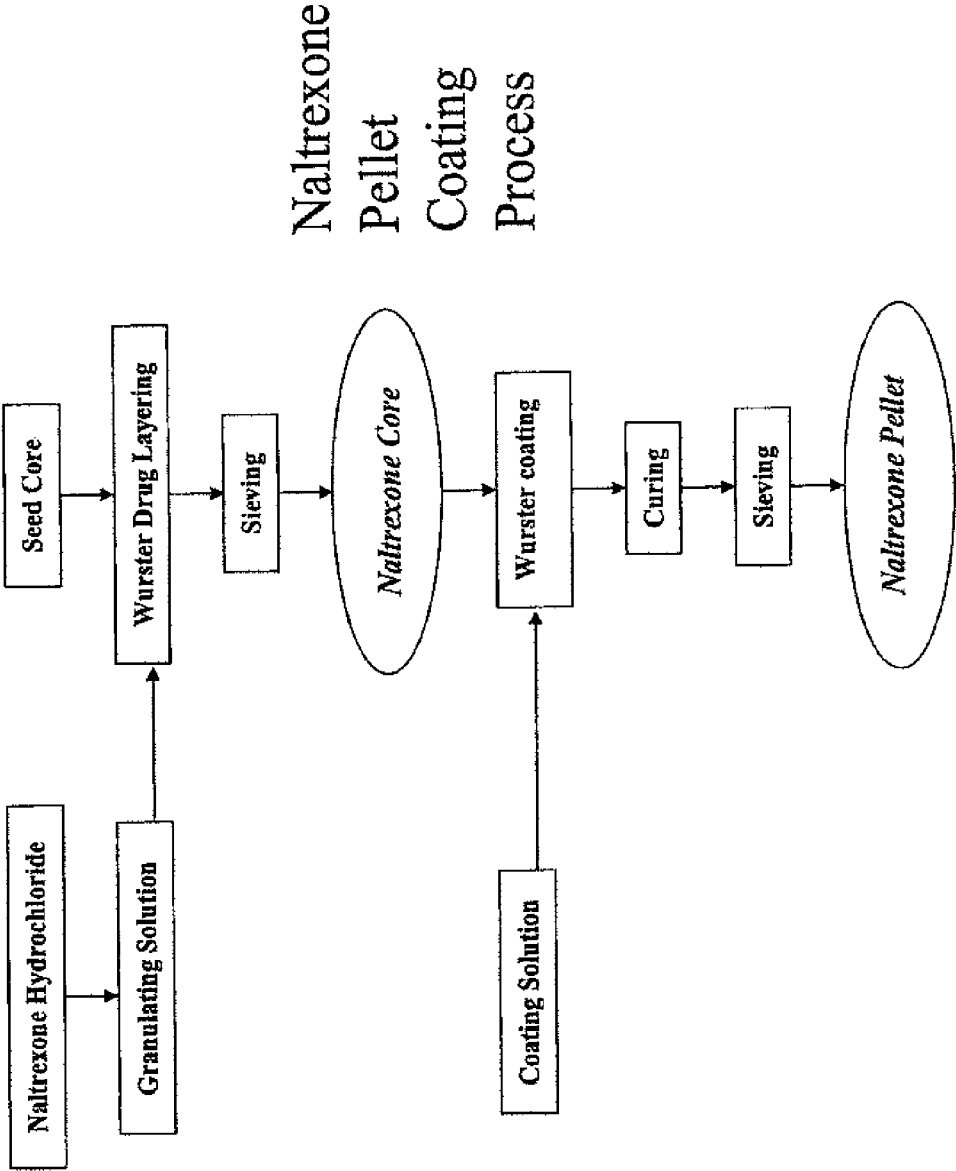 Naltrexone
Pellet
Coating
Process
Naltrexone Hydrochloride
Granulating Solution
Seed Core
Wurster Drug Layering
Sieving
Naltrexone Core
Coating Solution
Wurster coating
Curing
Sieving
Naltrexone Pellet